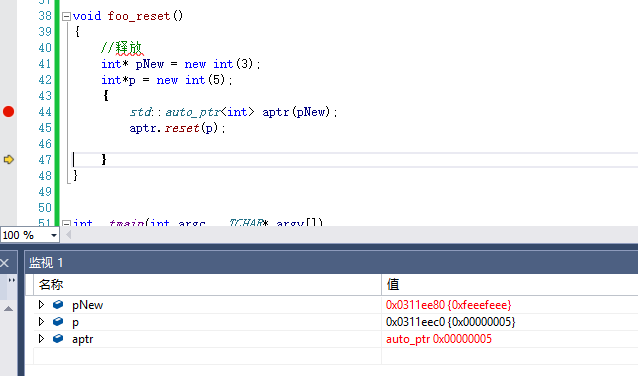 38 void foo_reset()
39 {
40 //释放
41 int* pNew = new int(3);
42 int*p = new int(5);
43 {
44 std::auto_ptr<int> aptr(pNew);
45 aptr.reset(p);
46
47 }
48 }
49
50
51 int _tmain(int argc, _TCHAR* argv[])
100 %
监视 1
名称 值
pNew 0x0311ee80 {0xfeeefeee}
p 0x0311eec0 {0x00000005}
aptr auto_ptr 0x00000005